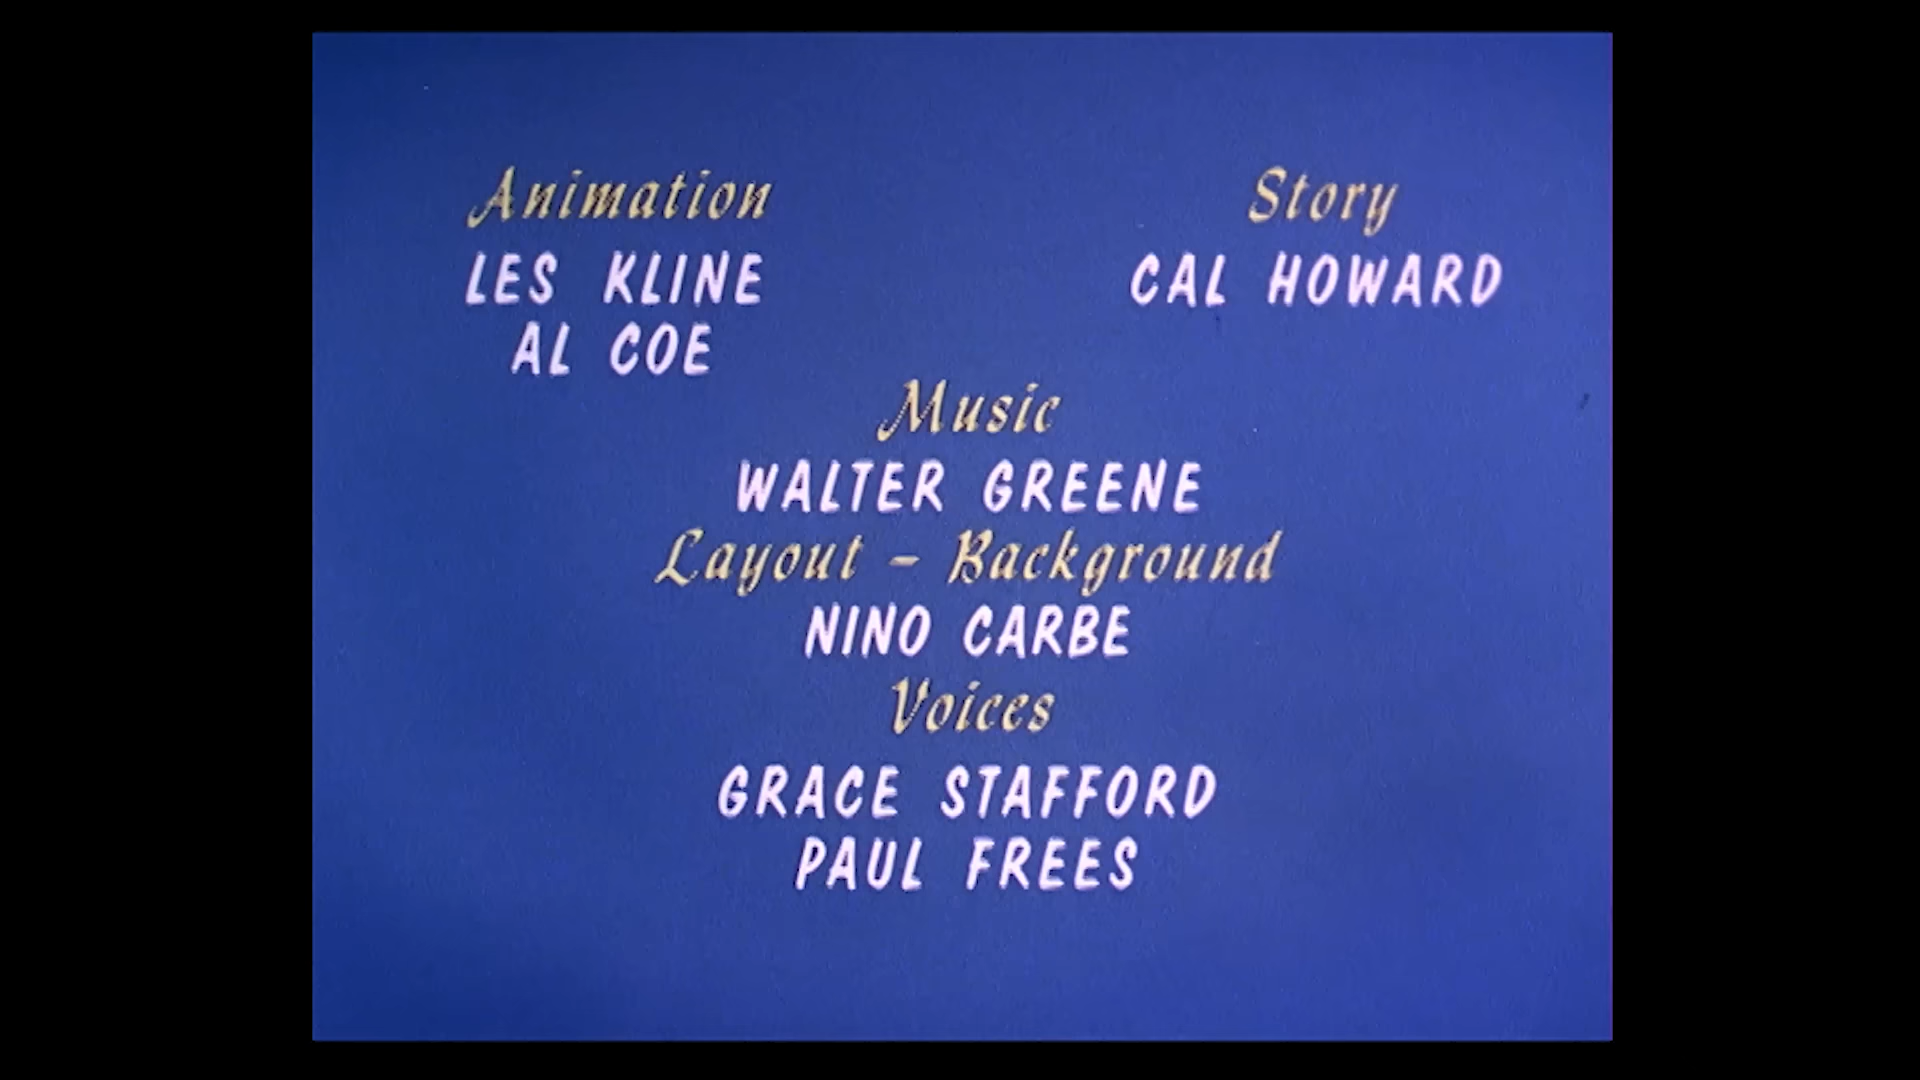 Animation
LES KLINE
AL COE
Story
CAL HOWARD
Music
WALTER GREENE
Layout - Background
NINO CARBE
Voices
GRACE STAFFORD
PAUL FREES